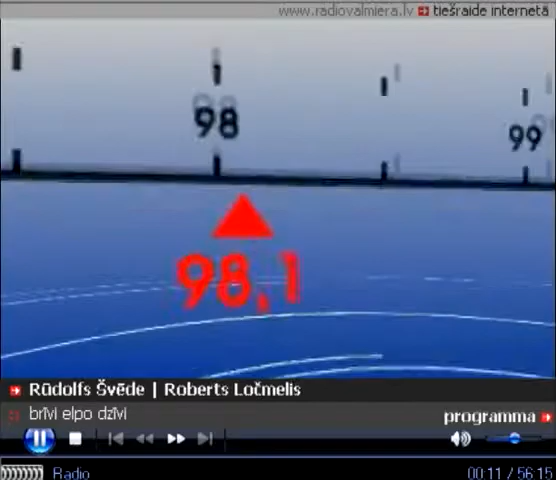 www.radiovalmiera.lv tiešraide internetā
98
99
98,1
Rūdolfs Švēde | Roberts Ločmelis
brīvi elpo dzīvi
programma
Radio 00:11 / 56:15